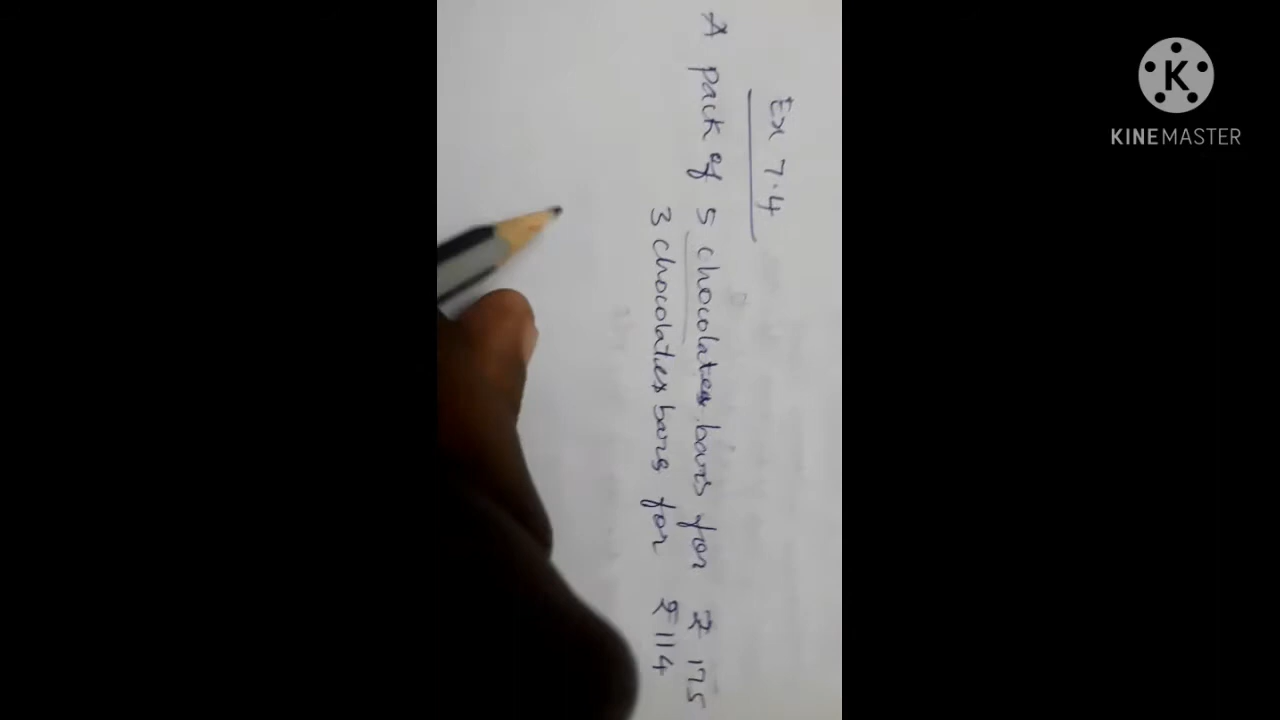 Ex 7.4
A pack of 5 chocolates bars for ₹ 175
3 chocolates bars for ₹ 114
K
KINEMASTER